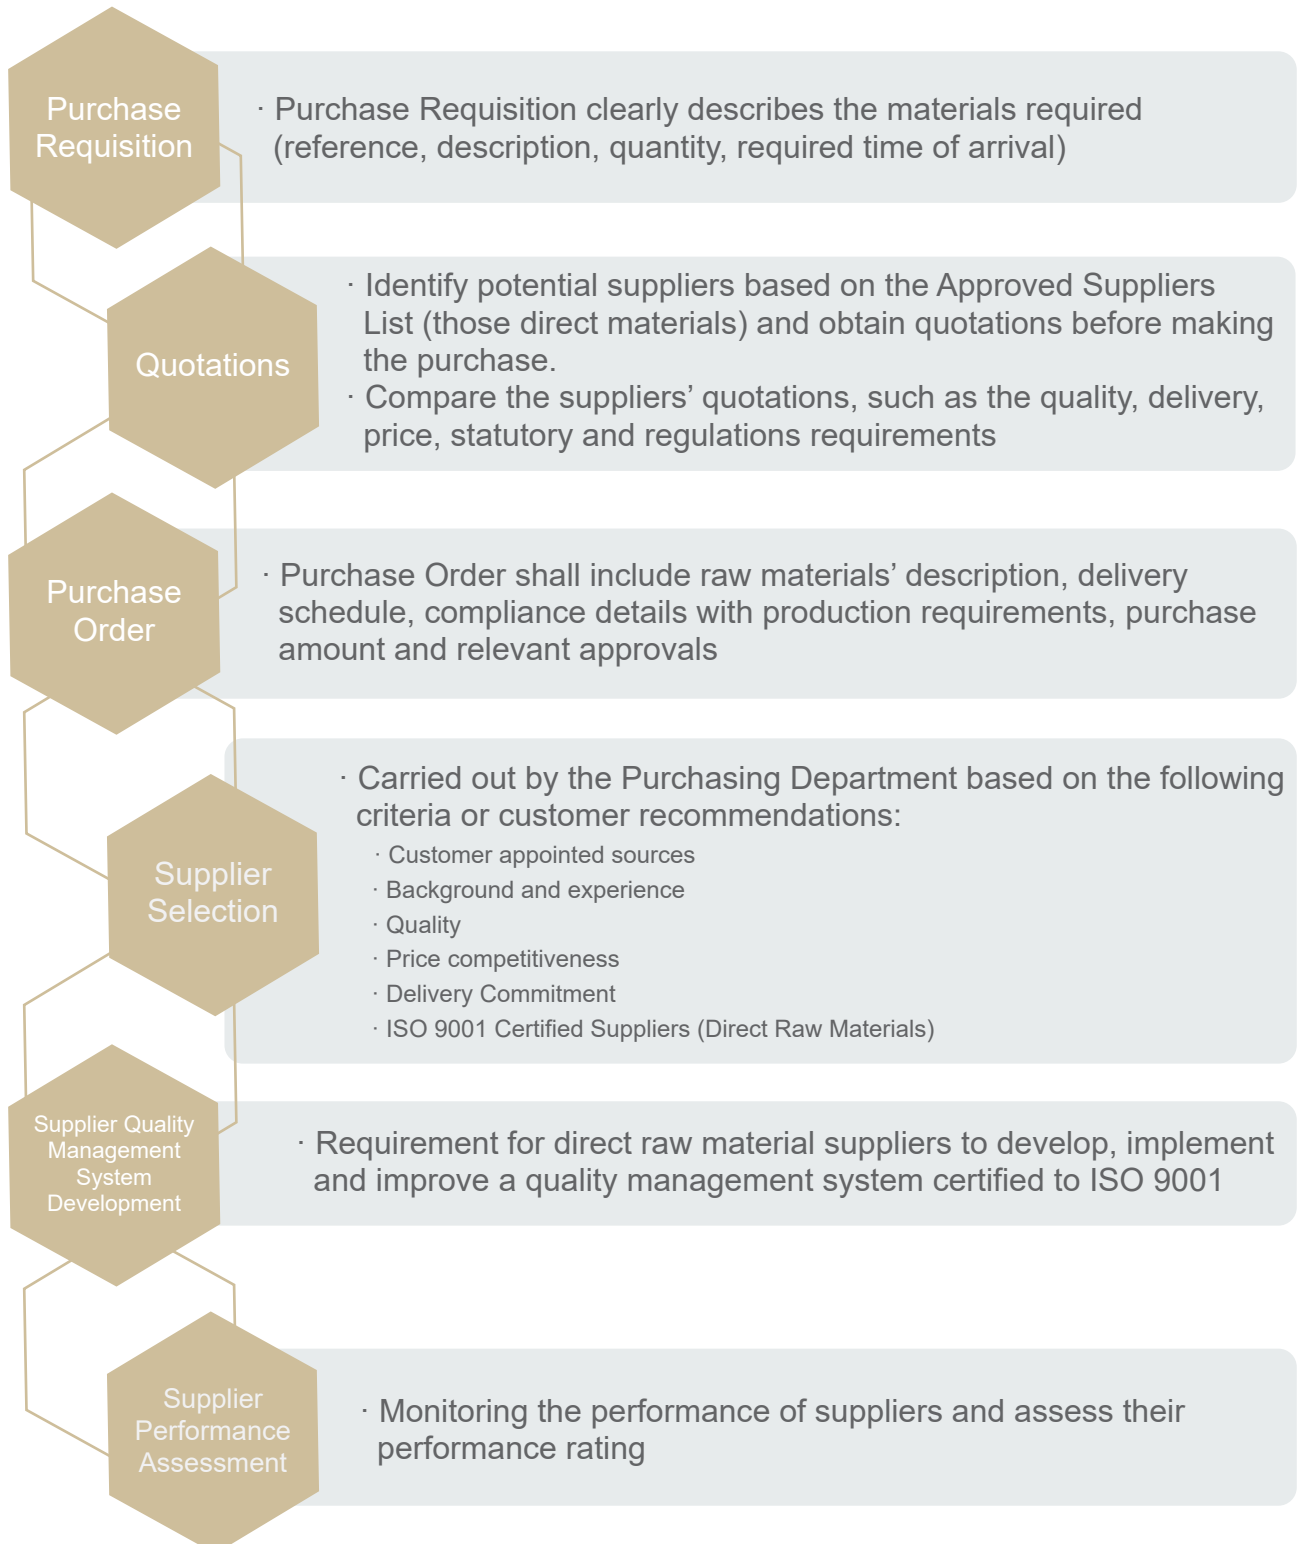 Purchase
Requisition
· Purchase Requisition clearly describes the materials required
(reference, description, quantity, required time of arrival)
Quotations
· Identify potential suppliers based on the Approved Suppliers
List (those direct materials) and obtain quotations before making
the purchase.
· Compare the suppliers’ quotations, such as the quality, delivery,
price, statutory and regulations requirements
Purchase
Order
· Purchase Order shall include raw materials’ description, delivery
schedule, compliance details with production requirements, purchase
amount and relevant approvals
Supplier
Selection
· Carried out by the Purchasing Department based on the following
criteria or customer recommendations:
· Customer appointed sources
· Background and experience
· Quality
· Price competitiveness
· Delivery Commitment
· ISO 9001 Certified Suppliers (Direct Raw Materials)
Supplier Quality
Management
System
Development
· Requirement for direct raw material suppliers to develop, implement
and improve a quality management system certified to ISO 9001
Supplier
Performance
Assessment
· Monitoring the performance of suppliers and assess their
performance rating